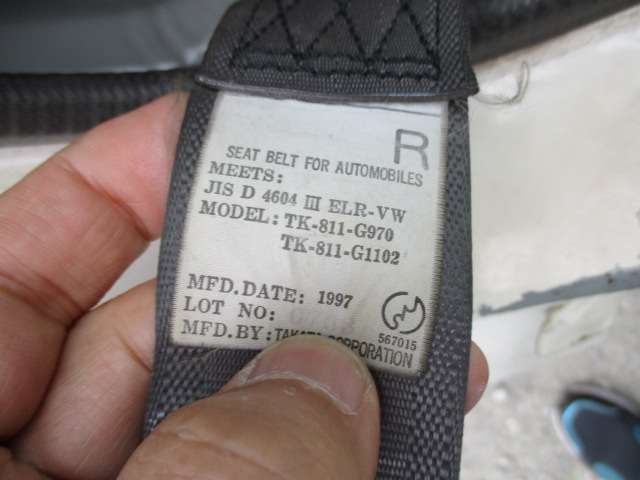 R
SEAT BELT FOR AUTOMOBILES
MEETS:
JIS D 4604 III ELR-VW
MODEL: TK-811-G970
TK-811-G1102
MFD.DATE: 1997
LOT NO:
567015
MFD.BY: TAKATA CORPORATION